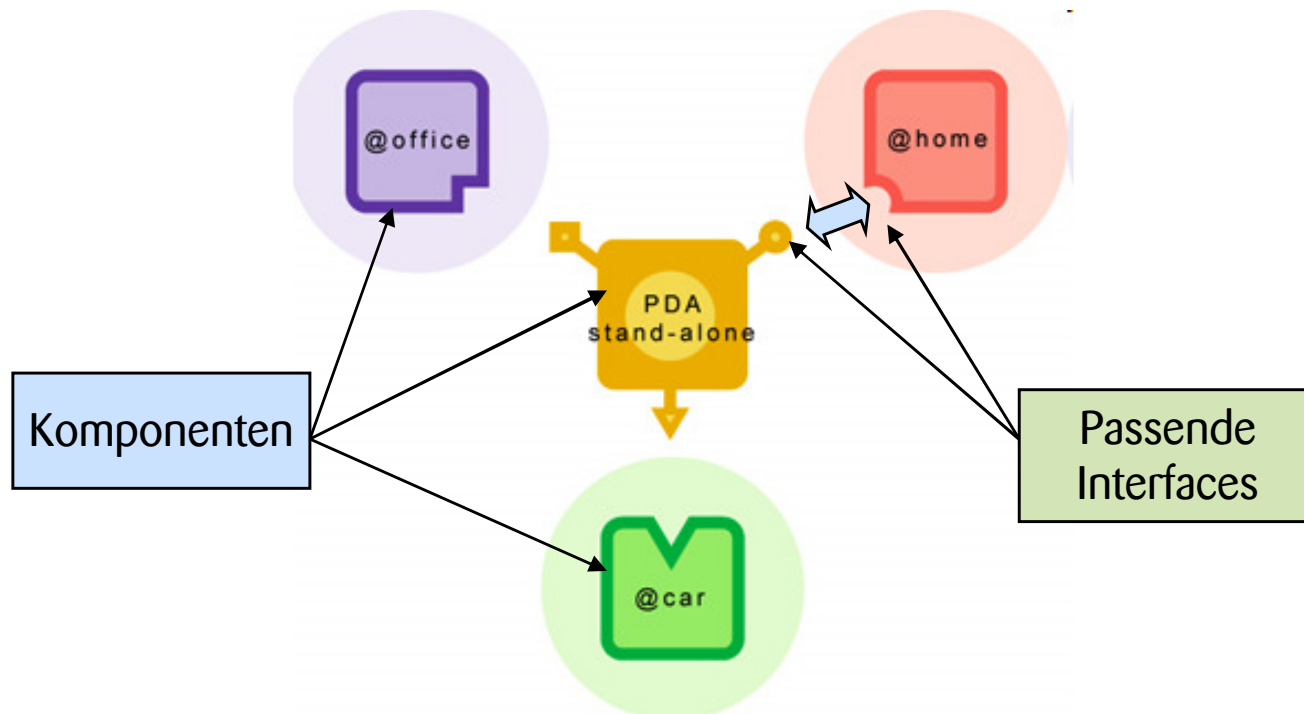 @office
@home
PDA
stand-alone
Komponenten
Passende
Interfaces
@car